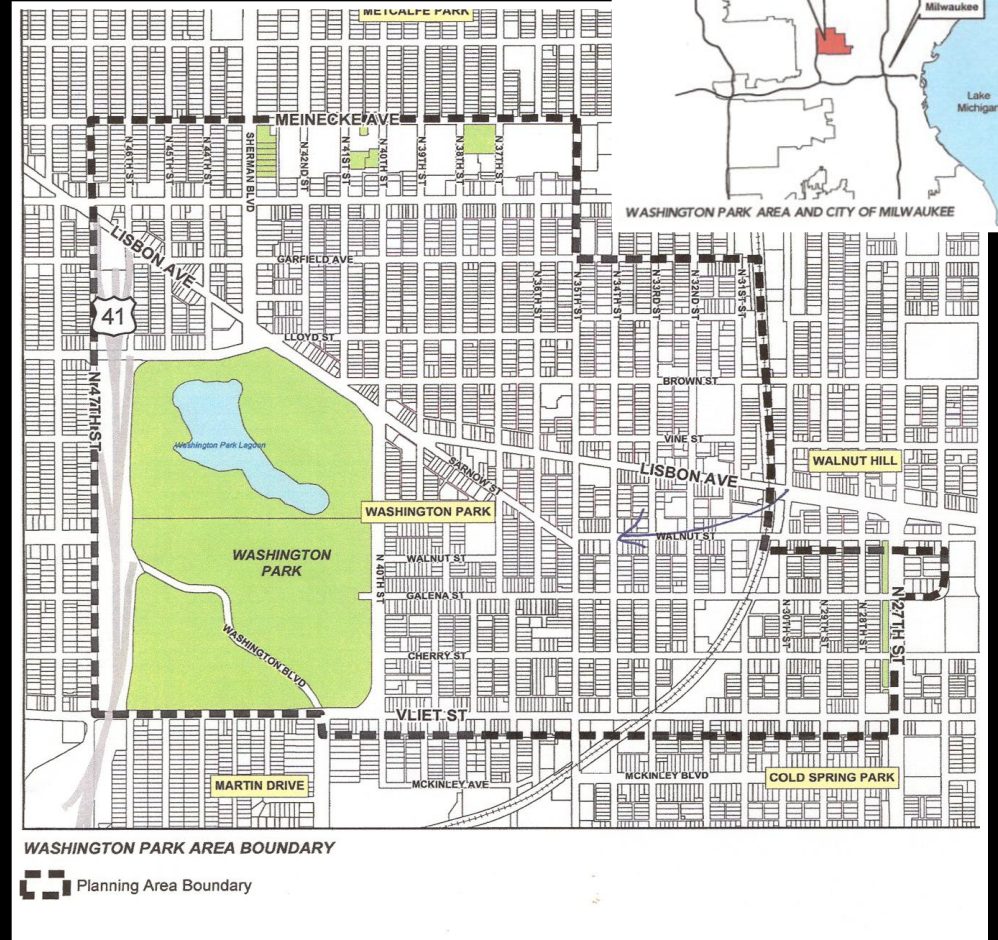 METCALFE PARK
Milwaukee
Lake
Michigan
WASHINGTON PARK AREA AND CITY OF MILWAUKEE
MEINECKE AVE
N 46TH ST
N 45TH ST
N 44TH ST
SHERMAN BLVD
N 42ND ST
N 41ST ST
N 40TH ST
N 39TH ST
N 38TH ST
N 37TH ST
LISBON AVE
GARFIELD AVE
N 36TH ST
N 35TH ST
N 34TH ST
N 33RD ST
N 32ND ST
N 31ST ST
41
LLOYD ST
N 47TH ST
BROWN ST
Washington Park Lagoon
VINE ST
SARNOW ST
LISBON AVE
WALNUT HILL
WASHINGTON PARK
WALNUT ST
WASHINGTON
PARK
WALNUT ST
N 40TH ST
GALENA ST
N 30TH ST
N 29TH ST
N 28TH ST
N 27TH ST
WASHINGTON BLVD
CHERRY ST
VLIET ST
MARTIN DRIVE
MCKINLEY AVE
MCKINLEY BLVD
COLD SPRING PARK
WASHINGTON PARK AREA BOUNDARY
Planning Area Boundary